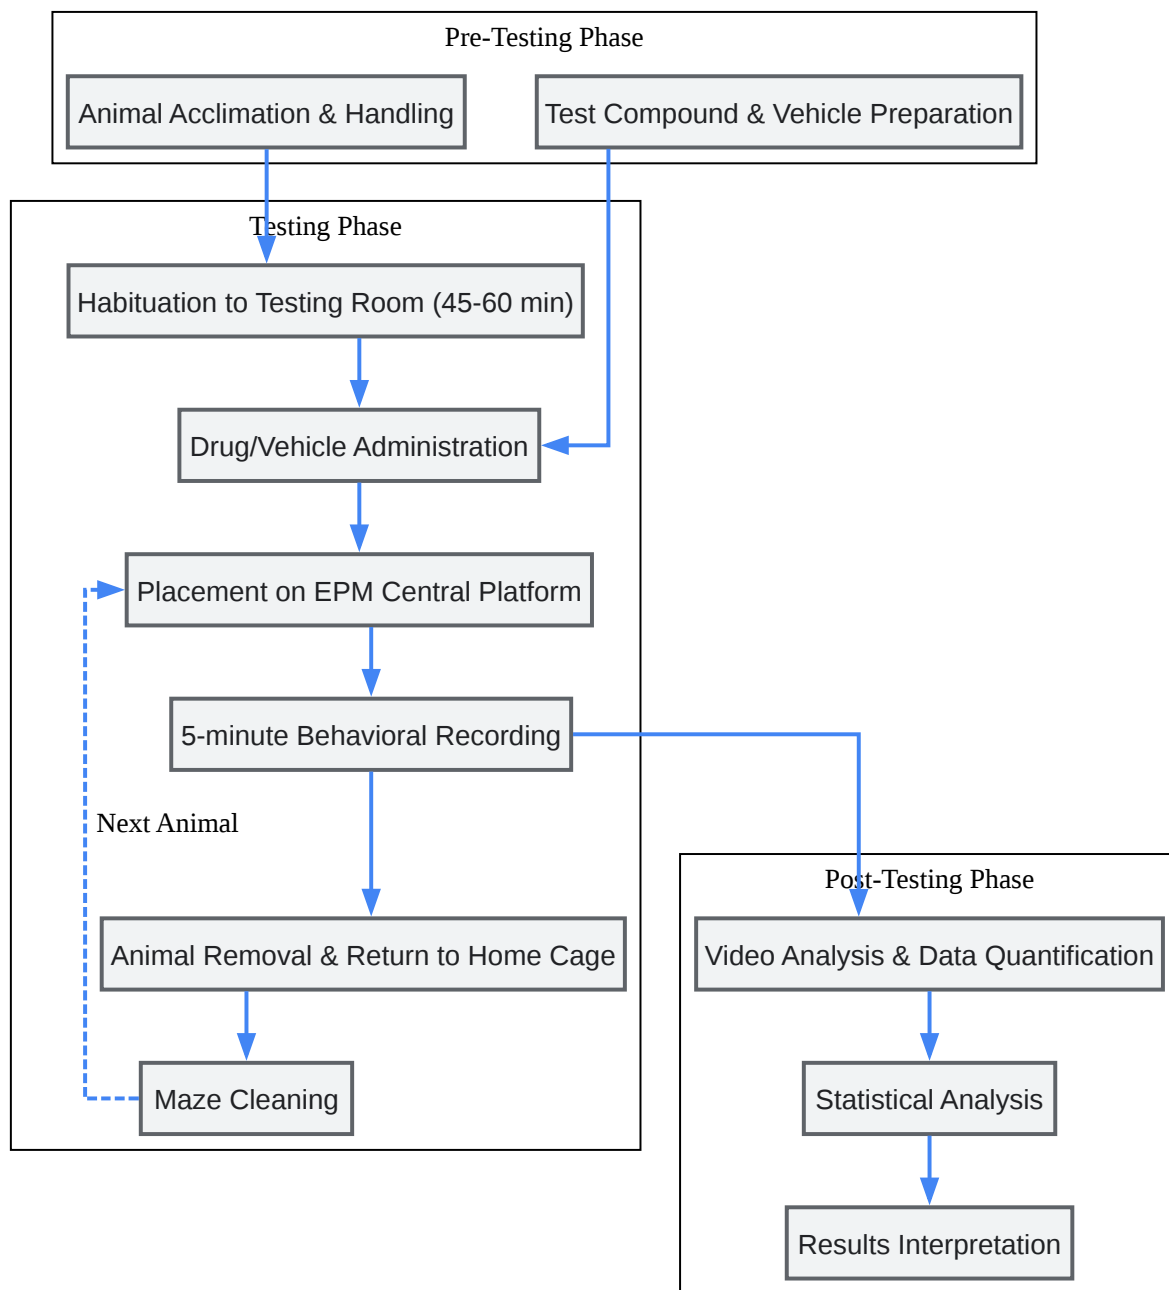 Pre-Testing Phase
Animal Acclimation & Handling
Test Compound & Vehicle Preparation
Testing Phase
Habituation to Testing Room (45-60 min)
Drug/Vehicle Administration
Placement on EPM Central Platform
5-minute Behavioral Recording
Next Animal
Animal Removal & Return to Home Cage
Maze Cleaning
Post-Testing Phase
Video Analysis & Data Quantification
Statistical Analysis
Results Interpretation